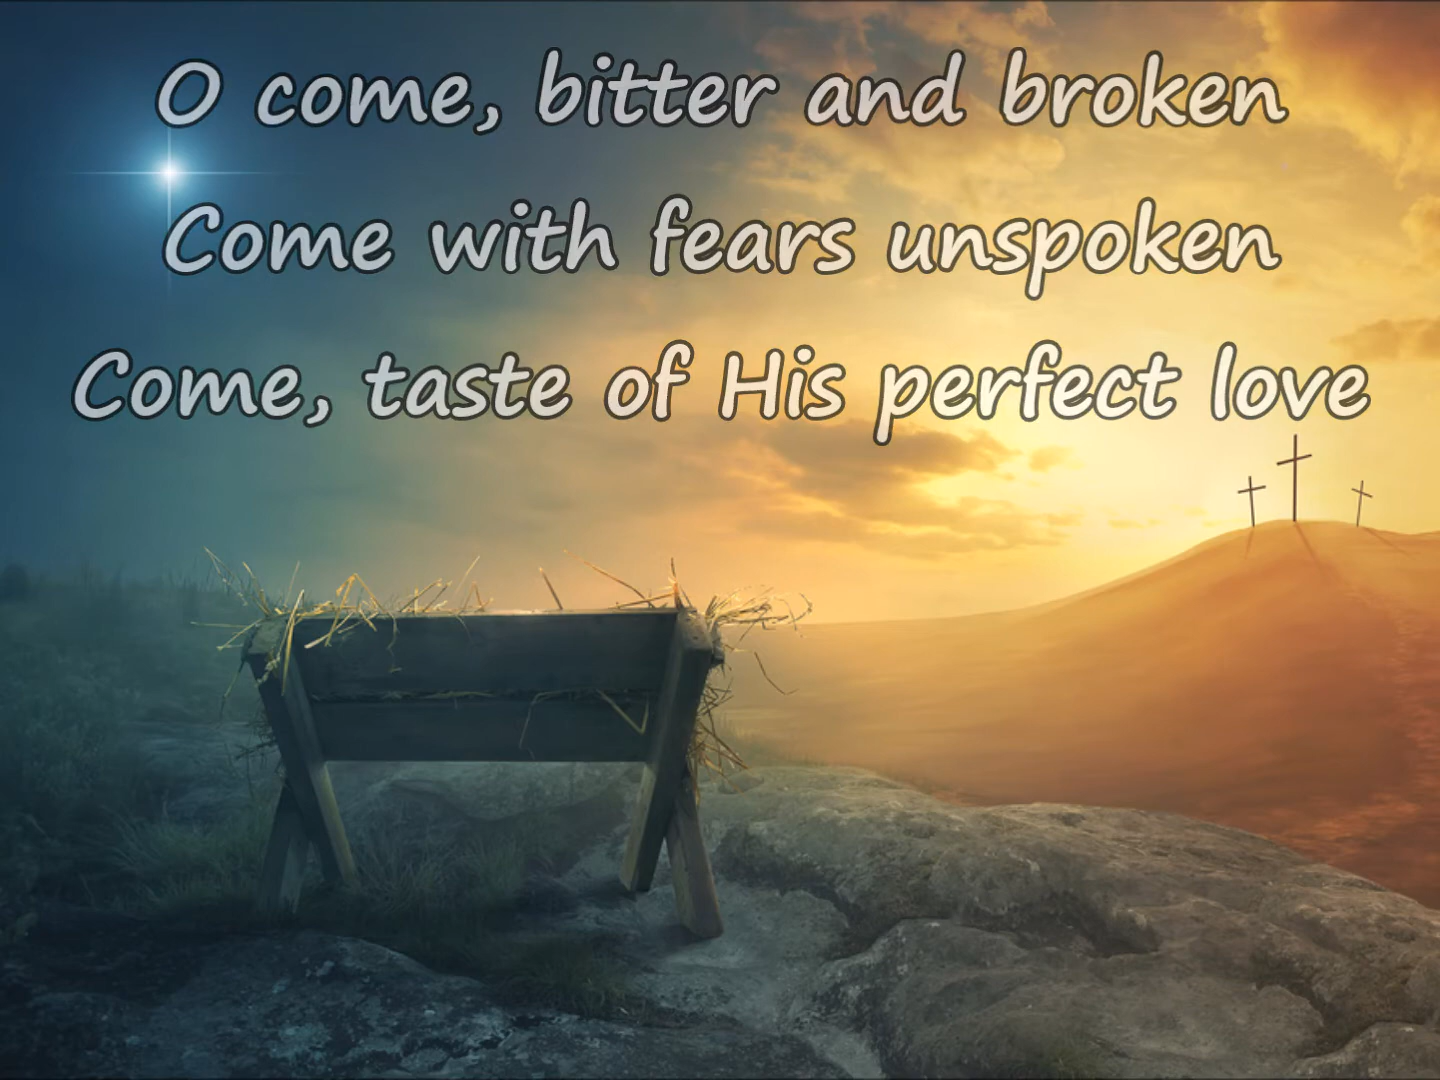 O come, bitter and broken
Come with fears unspoken
Come, taste of His perfect love